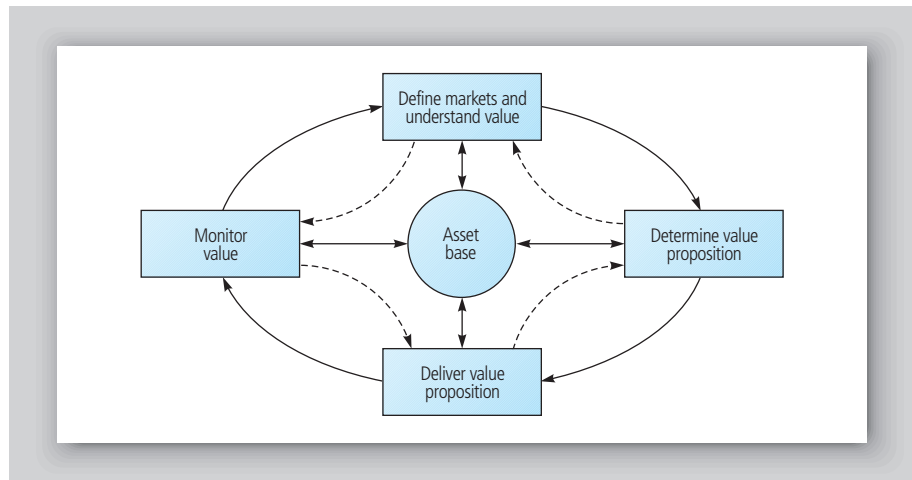 Define markets and
understand value
Monitor
value
Asset
base
Determine value
proposition
Deliver value
proposition